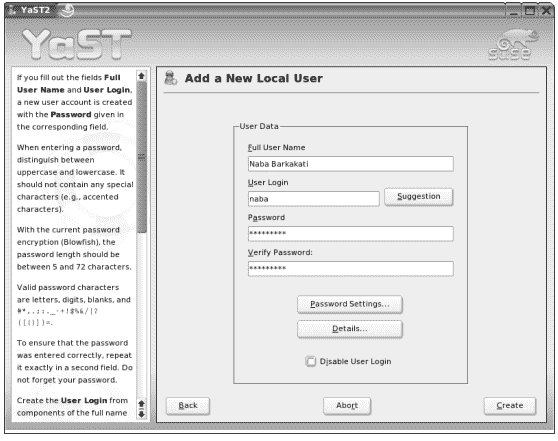 YaST2
YaST
suse
If you fill out the fields Full
User Name and User Login,
a new user account is created
with the Password given in
the corresponding field.
When entering a password,
distinguish between
uppercase and lowercase. It
should not contain any special
characters (e.g., accented
characters).
With the current password
encryption (Blowfish), the
password length should be
between 5 and 72 characters.
Valid password characters
are letters, digits, blanks, and
#*,.;:._-+!$%&/|?
{[()]}=.
To ensure that the password
was entered correctly, repeat
it exactly in a second field. Do
not forget your password.
Create the User Login from
components of the full name
Add a New Local User
User Data
Full User Name
Naba Barkakati
User Login
naba
Suggestion
Password
*********
Verify Password:
*********
Password Settings...
Details...
Disable User Login
Back
Abort
Create